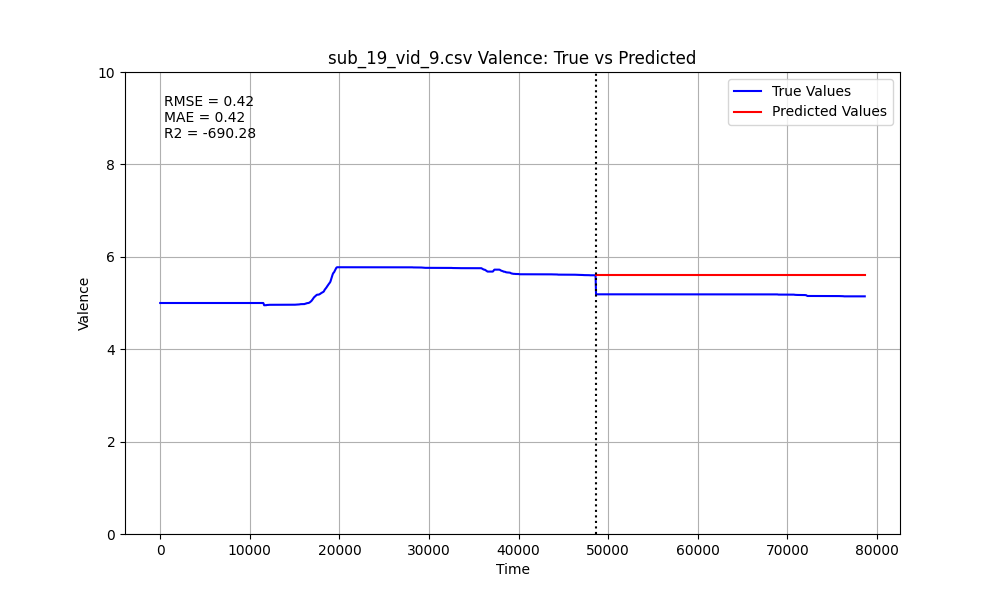 sub_19_vid_9.csv Valence: True vs Predicted
RMSE = 0.42
MAE = 0.42
R2 = -690.28
True Values
Predicted Values
Valence
10
8
6
4
2
0
0 10000 20000 30000 40000 50000 60000 70000 80000
Time